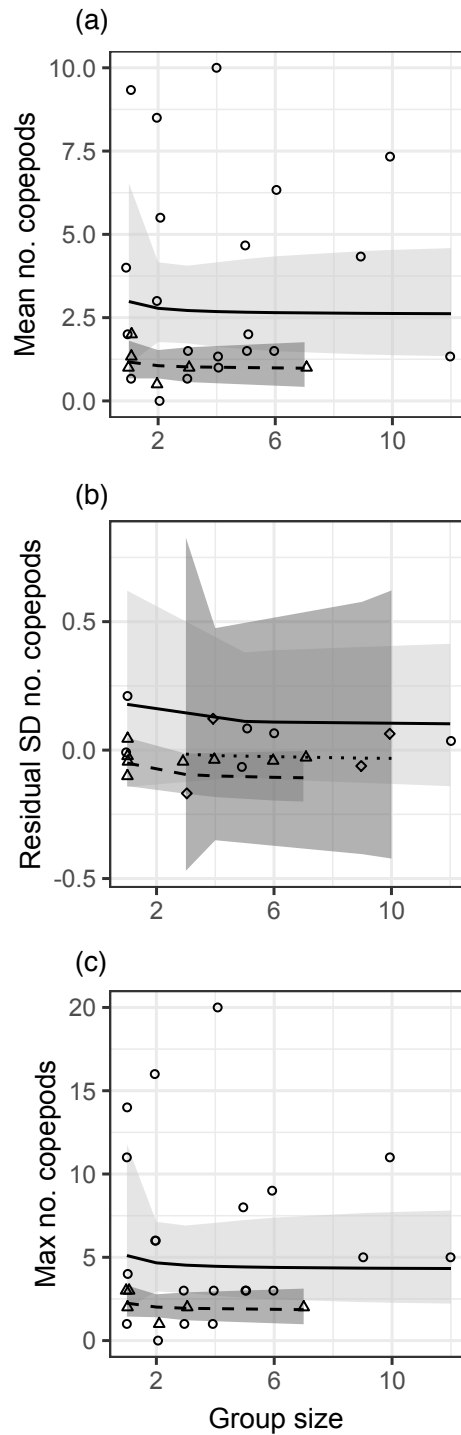 (a)
Mean no. copepods
10.0
7.5
5.0
2.5
0.0
2 6 10
(b)
Residual SD no. copepods
0.5
0.0
-0.5
2 6 10
(c)
Max no. copepods
20
15
10
5
0
2 6 10
Group size